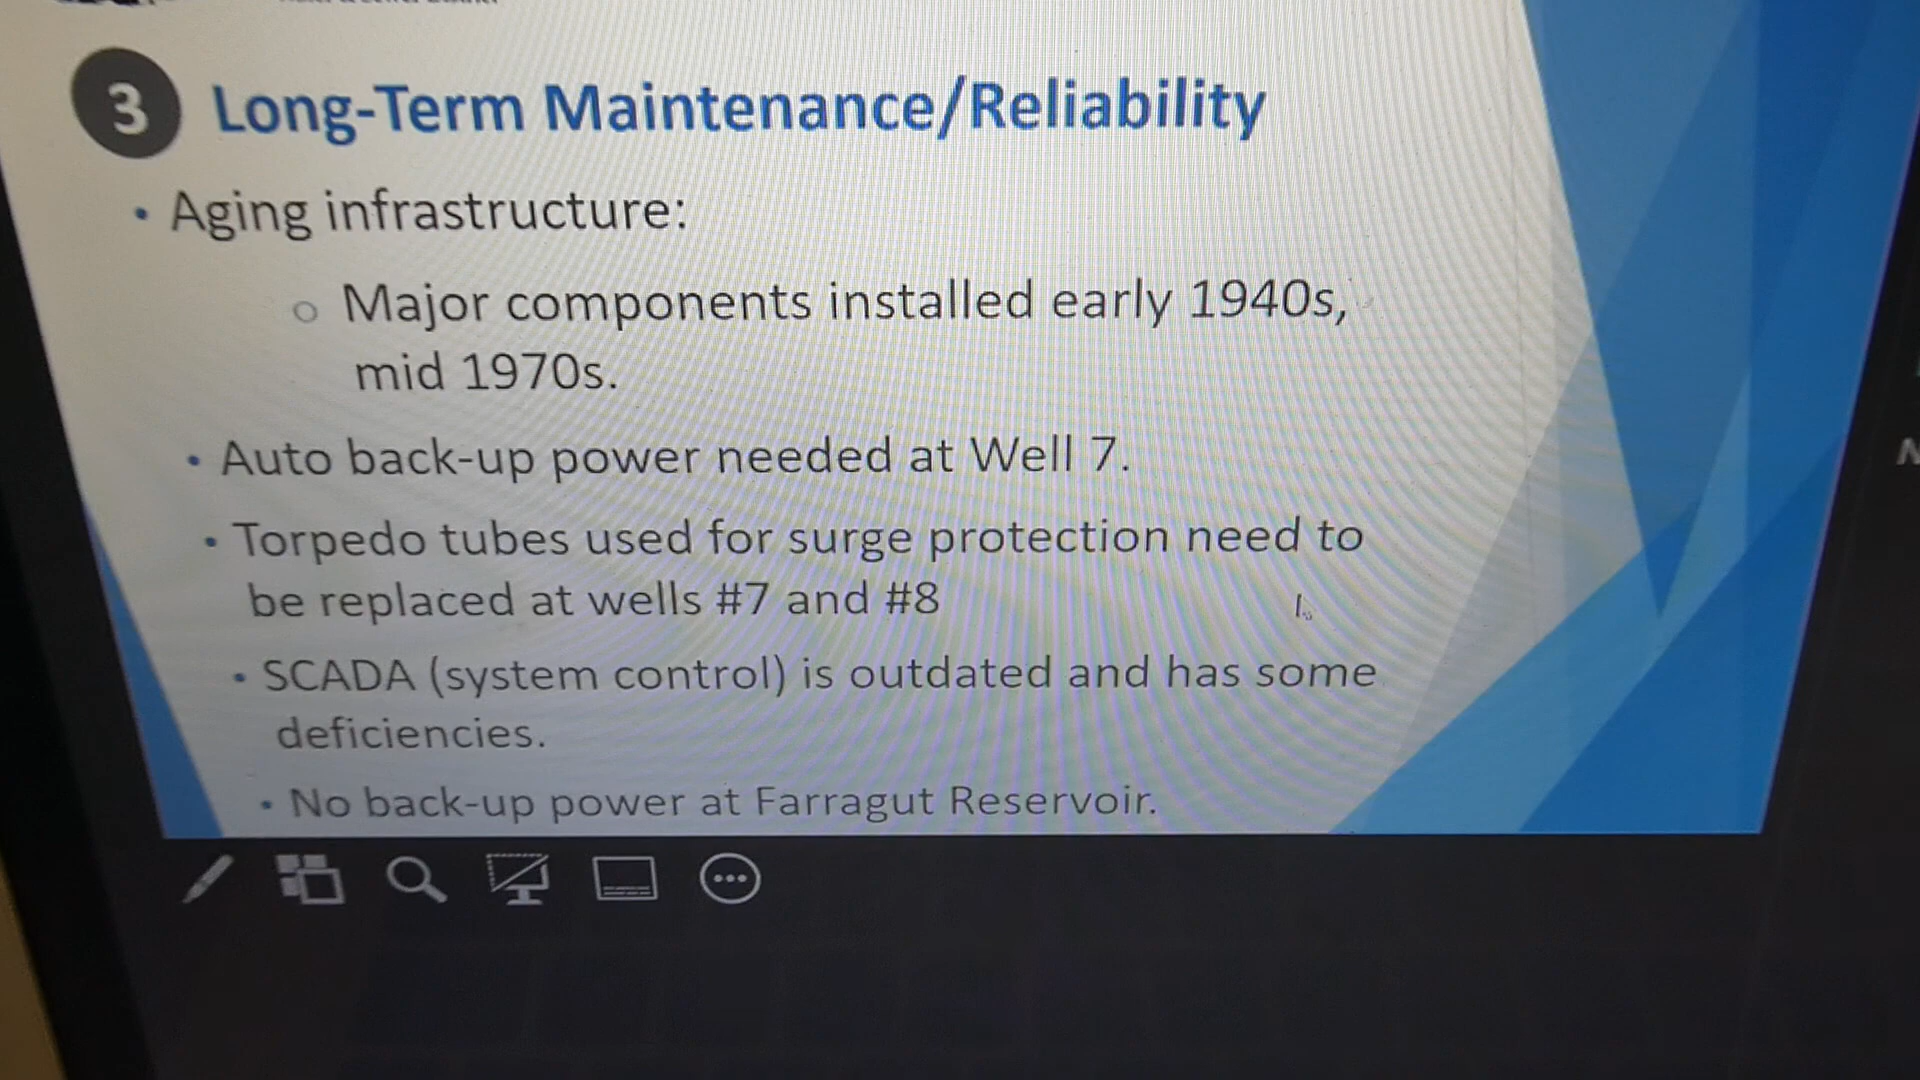 3 Long-Term Maintenance/Reliability
• Aging infrastructure:
o Major components installed early 1940s,
mid 1970s.
• Auto back-up power needed at Well 7.
• Torpedo tubes used for surge protection need to
be replaced at wells #7 and #8
• SCADA (system control) is outdated and has some
deficiencies.
• No back-up power at Farragut Reservoir.